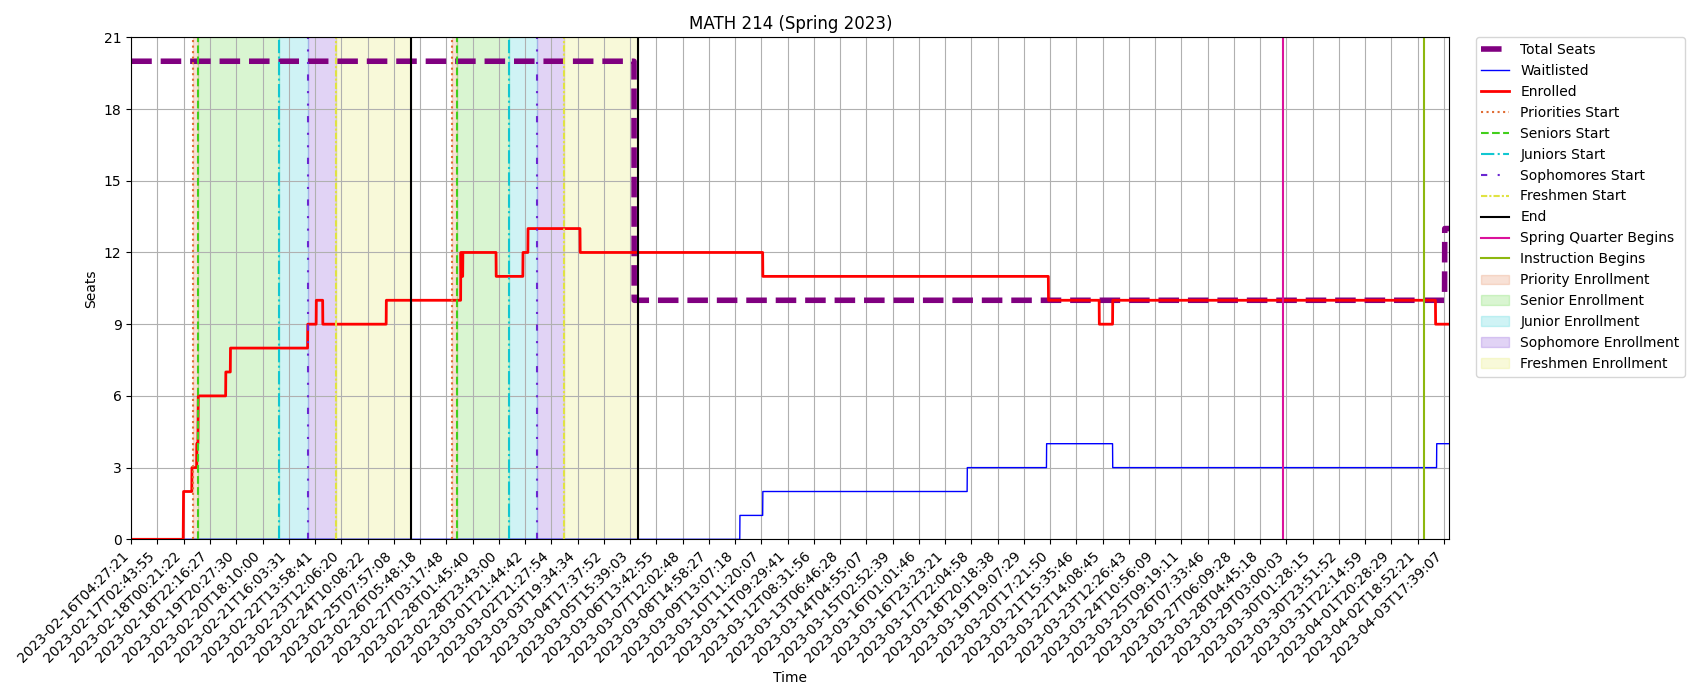 MATH 214 (Spring 2023)
21
18
15
12
9
6
3
0
Seats
2023-02-16T04:27:21
2023-02-17T02:43:55
2023-02-18T00:21:22
2023-02-18T22:16:27
2023-02-19T20:27:30
2023-02-20T18:10:00
2023-02-21T16:03:31
2023-02-22T13:58:41
2023-02-23T12:06:20
2023-02-24T10:08:22
2023-02-25T07:57:08
2023-02-26T05:48:18
2023-02-27T03:17:48
2023-02-28T01:45:40
2023-02-28T23:43:00
2023-03-01T21:44:42
2023-03-02T21:27:54
2023-03-03T19:34:34
2023-03-04T17:37:52
2023-03-05T15:39:03
2023-03-06T13:42:55
2023-03-07T12:02:48
2023-03-08T14:58:27
2023-03-09T13:07:18
2023-03-10T11:20:07
2023-03-11T09:29:41
2023-03-12T08:31:56
2023-03-13T06:46:28
2023-03-14T04:55:07
2023-03-15T02:52:39
2023-03-16T01:01:46
2023-03-16T23:23:21
2023-03-17T22:04:58
2023-03-18T20:18:38
2023-03-19T19:07:29
2023-03-20T17:21:50
2023-03-21T15:35:46
2023-03-22T14:08:45
2023-03-23T12:26:43
2023-03-24T10:56:09
2023-03-25T09:19:11
2023-03-26T07:33:46
2023-03-27T06:09:28
2023-03-28T04:45:18
2023-03-29T03:00:03
2023-03-30T01:28:15
2023-03-30T23:51:52
2023-03-31T22:14:59
2023-04-01T20:28:29
2023-04-02T18:52:21
2023-04-03T17:39:07
Time
Total Seats
Waitlisted
Enrolled
Priorities Start
Seniors Start
Juniors Start
Sophomores Start
Freshmen Start
End
Spring Quarter Begins
Instruction Begins
Priority Enrollment
Senior Enrollment
Junior Enrollment
Sophomore Enrollment
Freshmen Enrollment